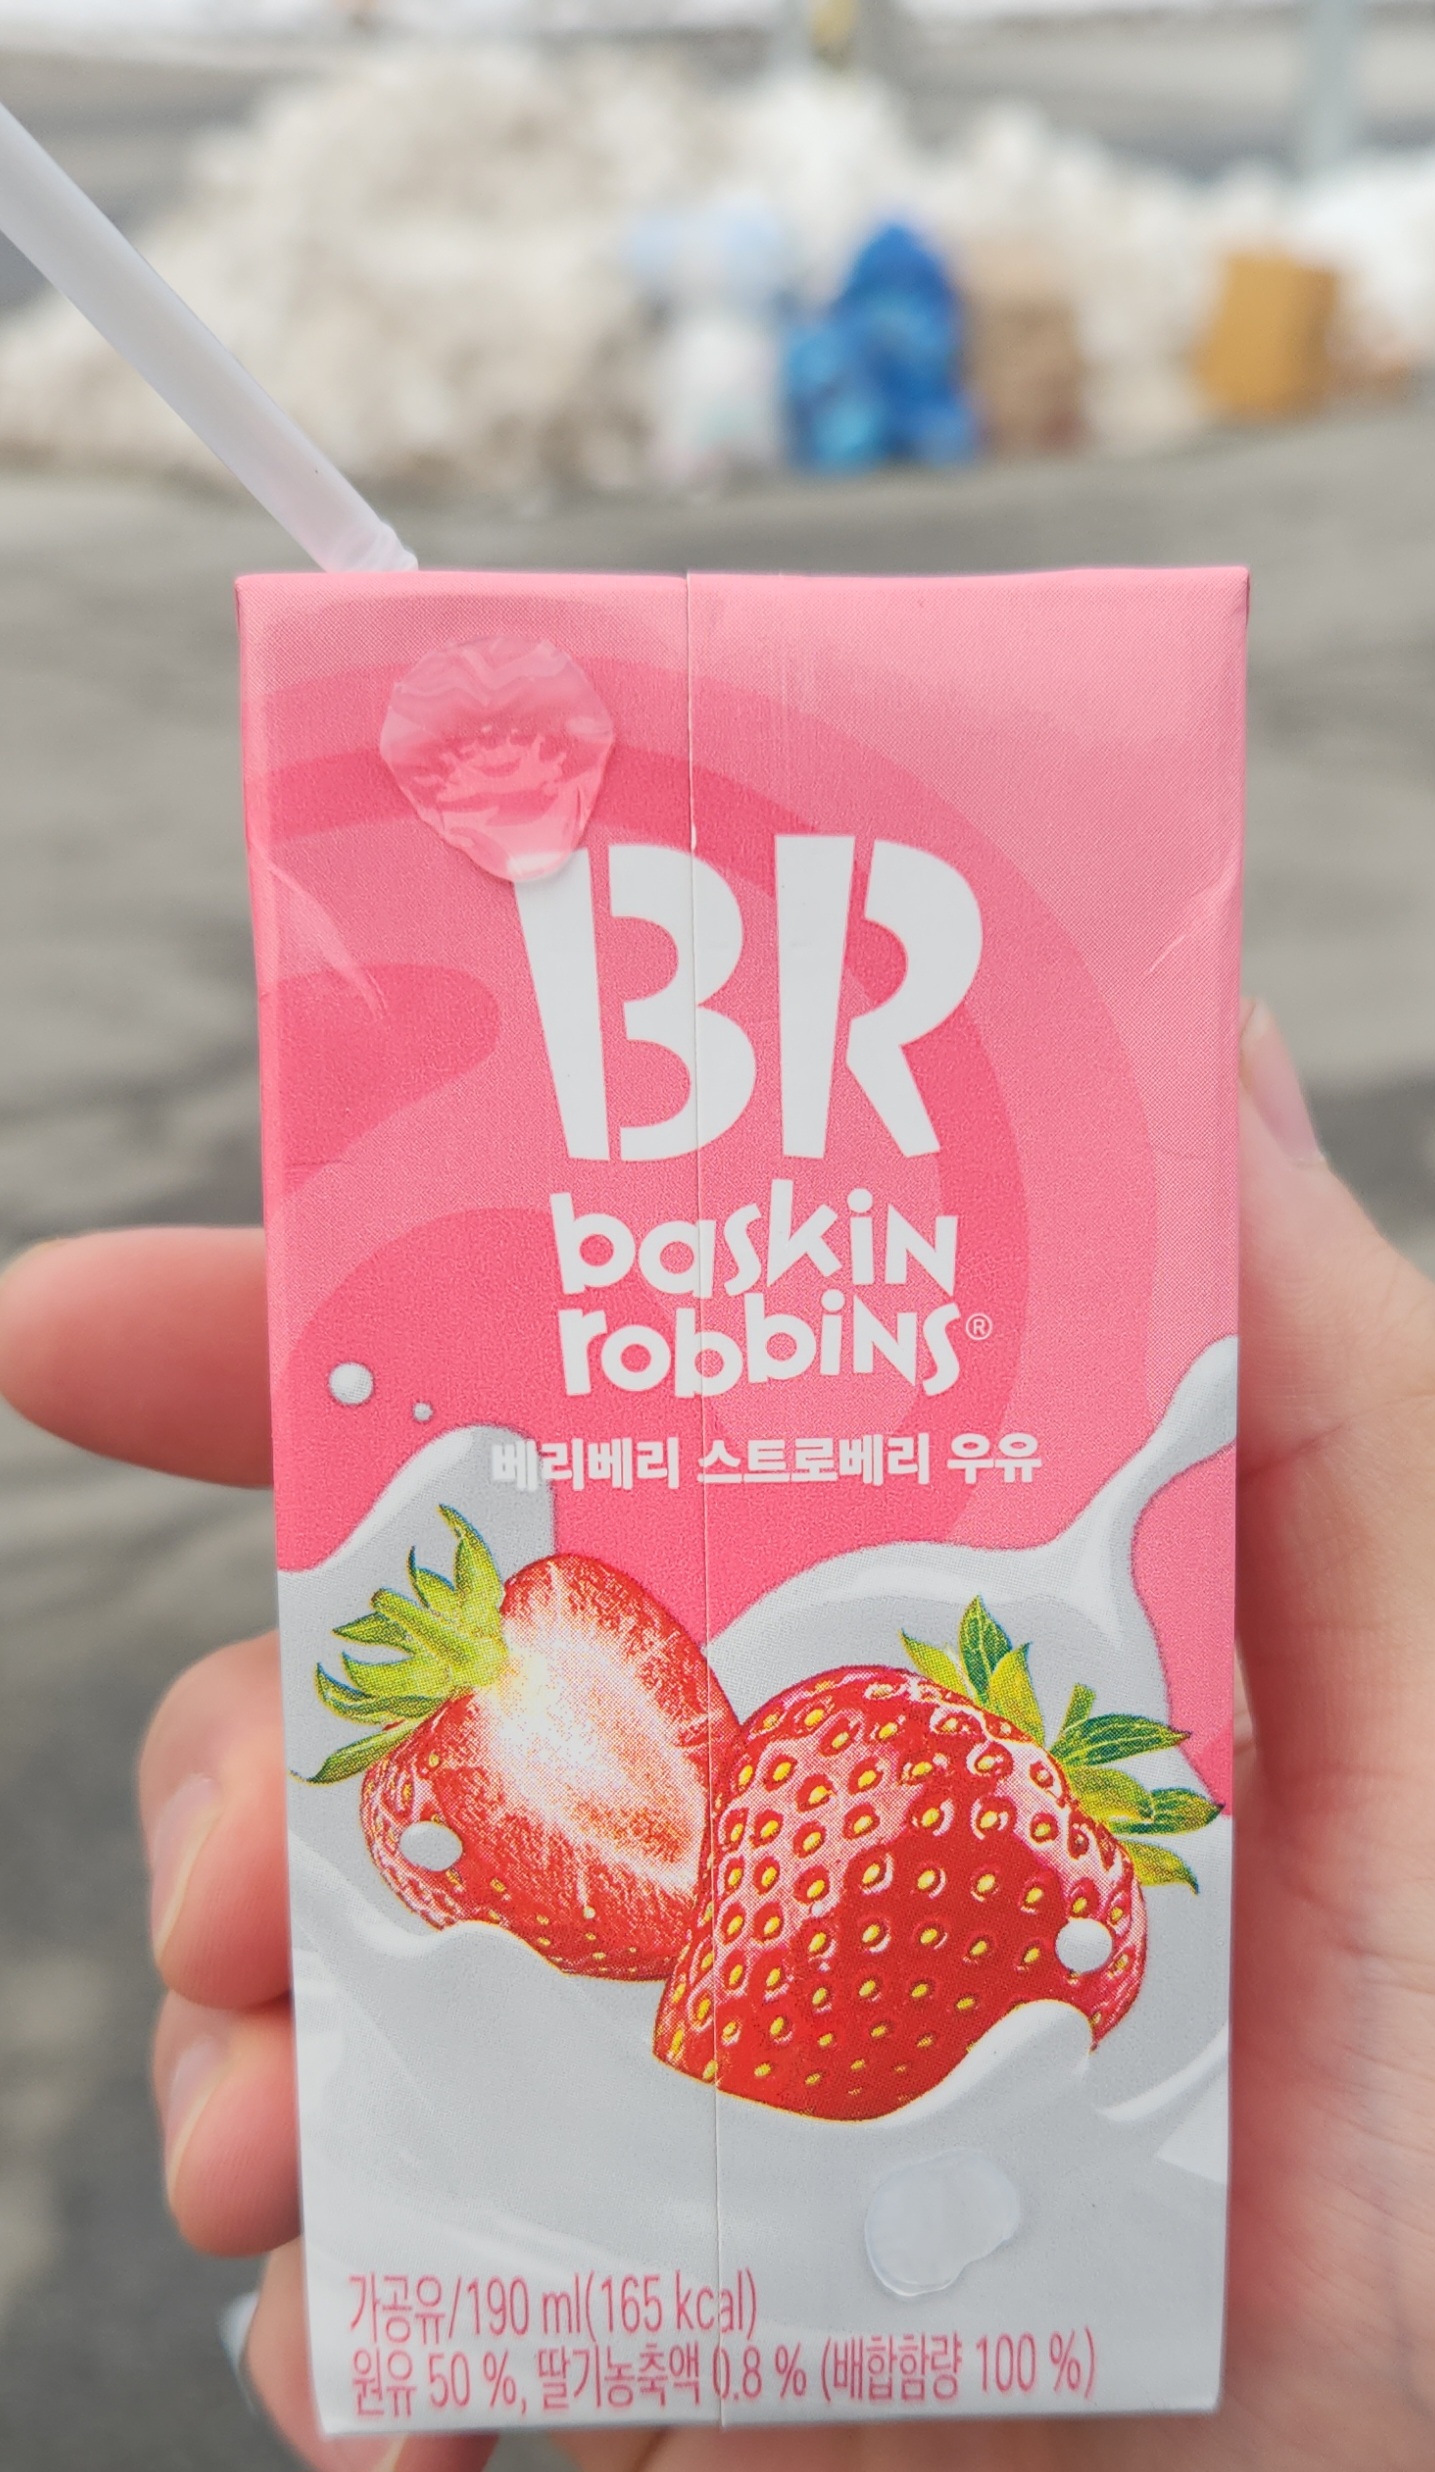 BR
baskin
robbins®
베리베리 스트로베리 우유
가공유/190 ml(165 kcal)
원유 50 %, 딸기농축액 0.8 % (배합함량 100 %)